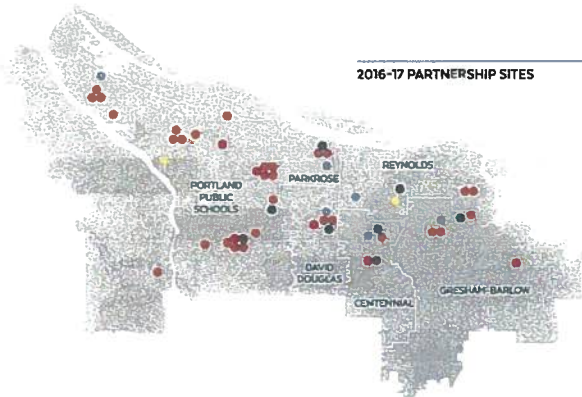 2016-17 PARTNERSHIP SITES
REYNOLDS
PARKROSE
PORTLAND
PUBLIC
SCHOOLS
DAVID
DOUGLAS
CENTENNIAL
GRESHAM-BARLOW